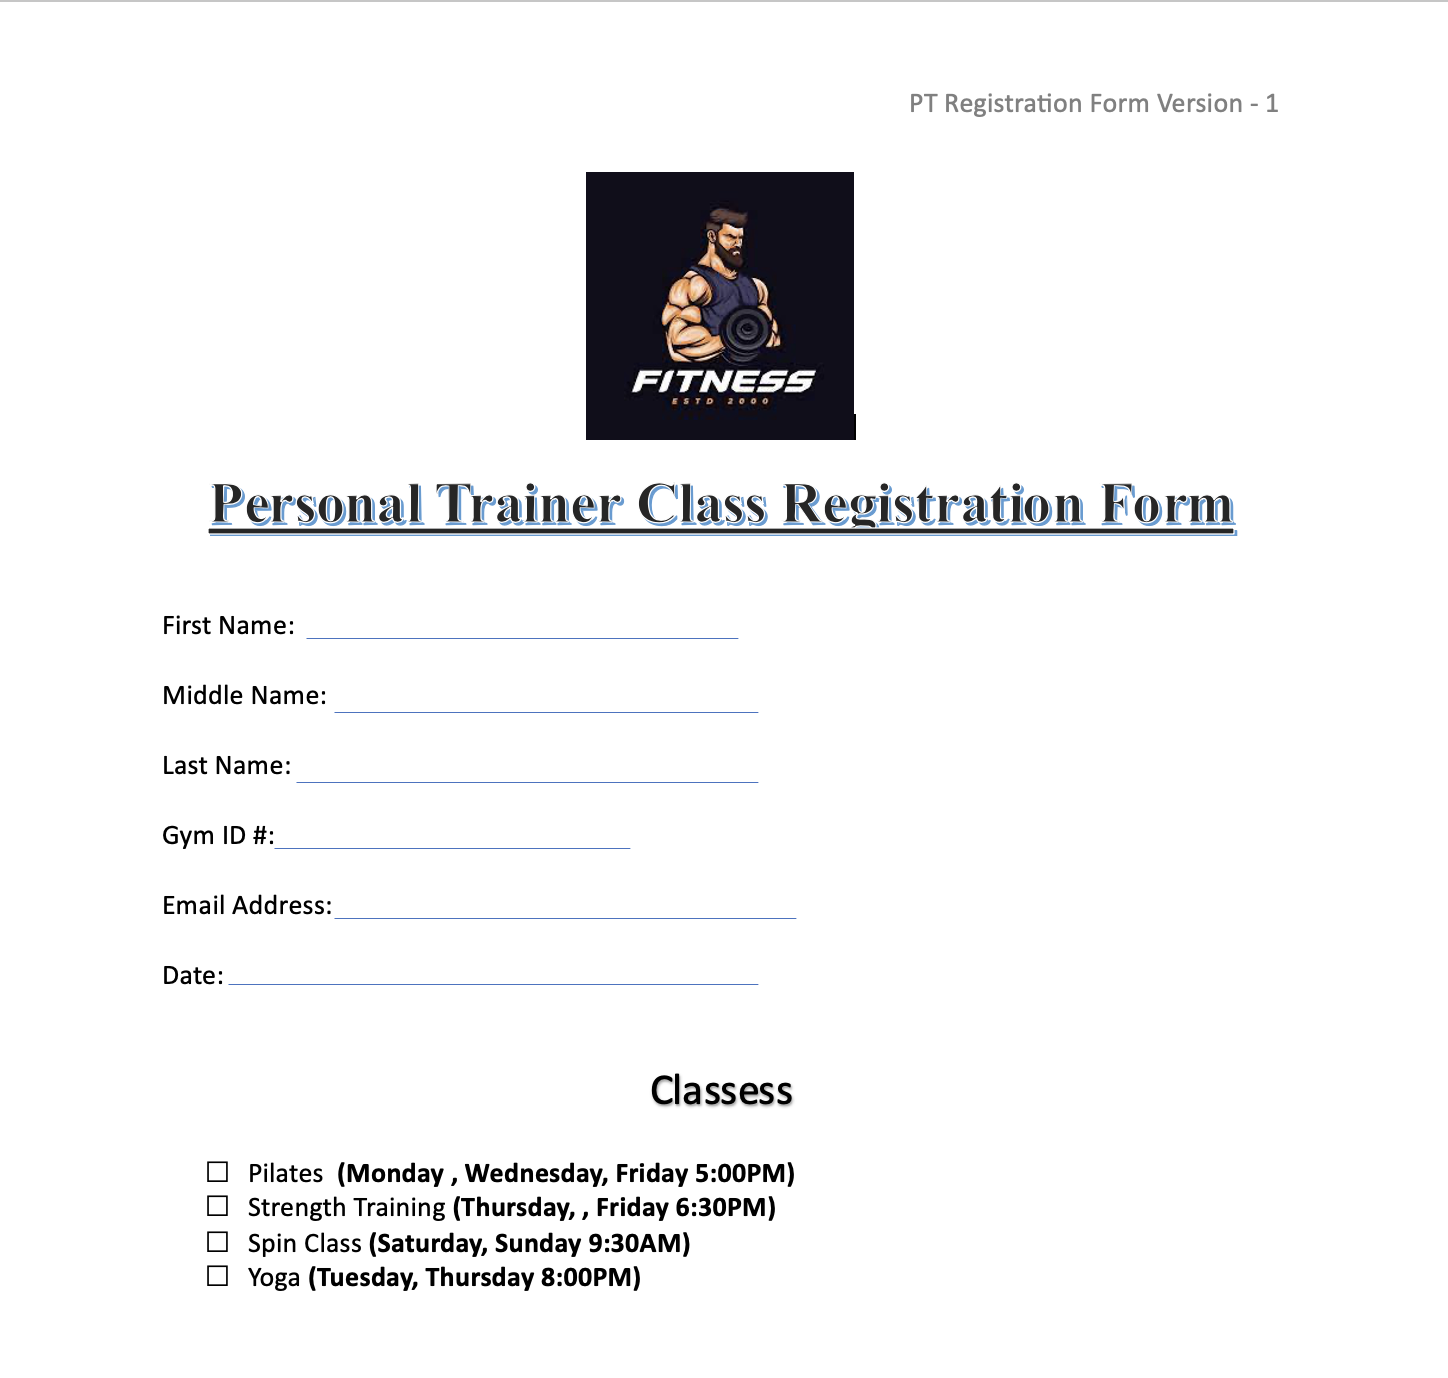 PT Registration Form Version - 1
FITNESS
ESTD 2000
Personal Trainer Class Registration Form
First Name:
Middle Name:
Last Name:
Gym ID #:
Email Address:
Date:
Classess
☐ Pilates  (Monday , Wednesday, Friday 5:00PM)
☐ Strength Training (Thursday, , Friday 6:30PM)
☐ Spin Class (Saturday, Sunday 9:30AM)
☐ Yoga (Tuesday, Thursday 8:00PM)